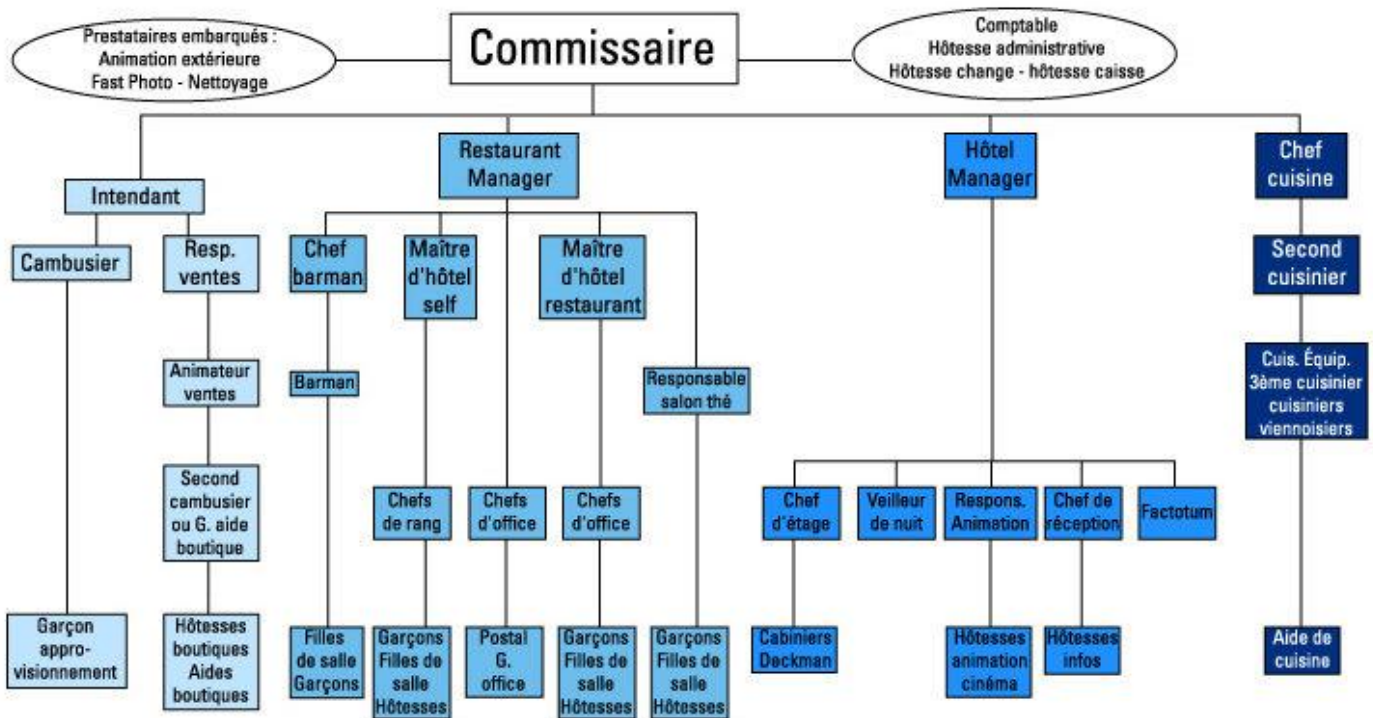 Prestataires embarqués :
Animation extérieure
Fast Photo - Nettoyage
Commissaire
Comptable
Hôtesse administrative
Hôtesse change - hôtesse caisse
Intendant
Restaurant
Manager
Hôtel
Manager
Chef
cuisine
Cambusier
Resp.
ventes
Chef
barman
Maître
d'hôtel
self
Maître
d'hôtel
restaurant
Second
cuisinier
Animateur
ventes
Barman
Responsable
salon thé
Cuis. Équip.
3ème cuisinier
cuisiniers
viennoisiers
Second
cambusier
ou G. aide
boutique
Chefs
de rang
Chefs
d'office
Chefs
d'office
Chef
d'étage
Veilleur
de nuit
Respons.
Animation
Chef de
réception
Factotum
Garçon
appro-
visionnement
Hôtesses
boutiques
Aides
boutiques
Filles
de salle
Garçons
Garçons
Filles de
salle
Hôtesses
Postal
G.
office
Garçons
Filles de
salle
Hôtesses
Garçons
Filles de
salle
Hôtesses
Cabiniers
Deckman
Hôtesses
animation
cinéma
Hôtesses
infos
Aide de
cuisine